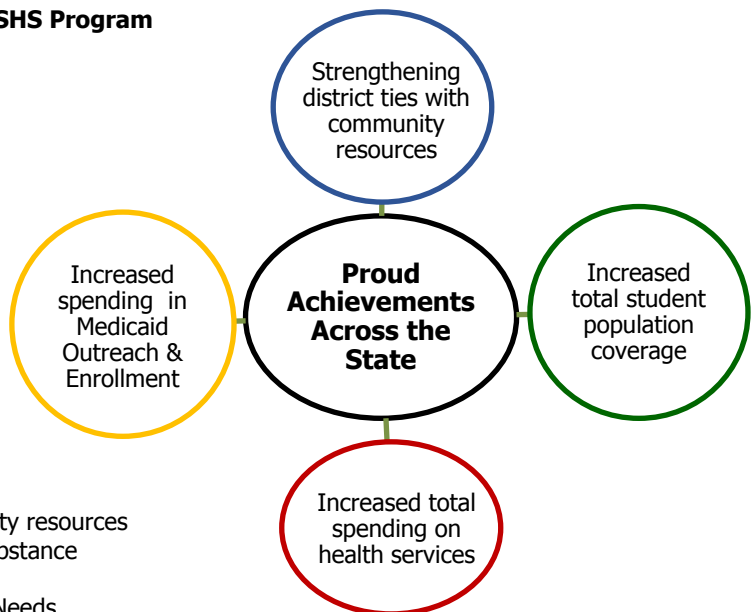 SHS Program
Strengthening
district ties with
community
resources
Increased
spending in
Medicaid
Outreach &
Enrollment
Proud
Achievements
Across the
State
Increased
total student
population
coverage
Increased total
spending on
health services
ty resources
bstance
Needs